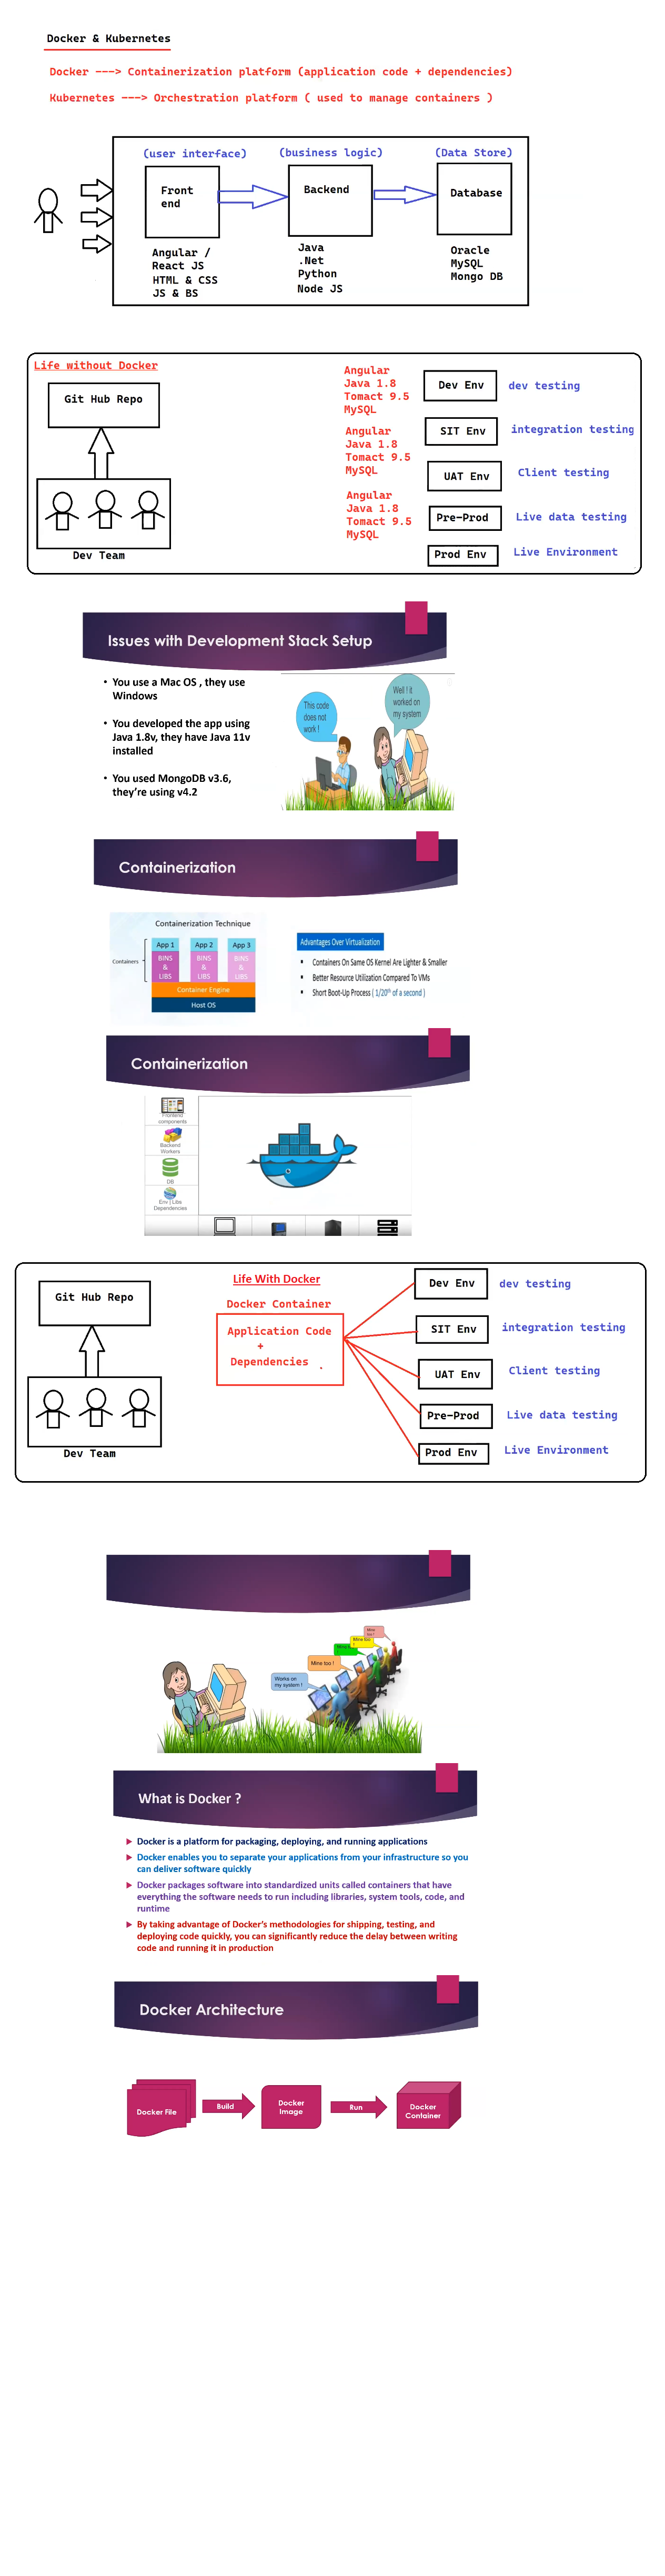 Docker & Kubernetes
Docker ---> Containerization platform (application code + dependencies)
Kubernetes ---> Orchestration platform ( used to manage containers )
(user interface)
(business logic)
(Data Store)
Front
end
Backend
Database
Angular /
React JS
HTML & CSS
JS & BS
Java
.Net
Python
Node JS
Oracle
MySQL
Mongo DB
Life without Docker
Git Hub Repo
Dev Team
Angular
Java 1.8
Tomact 9.5
MySQL
Angular
Java 1.8
Tomact 9.5
MySQL
Angular
Java 1.8
Tomact 9.5
MySQL
Dev Env
dev testing
SIT Env
integration testing
UAT Env
Client testing
Pre-Prod
Live data testing
Prod Env
Live Environment
Issues with Development Stack Setup
• You use a Mac OS , they use
Windows
• You developed the app using
Java 1.8v, they have Java 11v
installed
• You used MongoDB v3.6,
they're using v4.2
This code
does not
work !
Well ! it
worked on
my system
Containerization
Containerization Technique
Containers
App 1
App 2
App 3
BINS
&
LIBS
BINS
&
LIBS
BINS
&
LIBS
Container Engine
Host OS
Advantages Over Virtualization
• Containers On Same OS Kernel Are Lighter & Smaller
• Better Resource Utilization Compared To VMs
• Short Boot-Up Process ( 1/20th of a second )
Containerization
Frontend
components
Backend
Workers
DB
Env | Libs
Dependencies
Life With Docker
Git Hub Repo
Dev Team
Docker Container
Application Code
+
Dependencies .
Dev Env
dev testing
SIT Env
integration testing
UAT Env
Client testing
Pre-Prod
Live data testing
Prod Env
Live Environment
Mine
too !
Mine too
!
Mine too !
Works on
my system !
What is Docker ?
Docker is a platform for packaging, deploying, and running applications
Docker enables you to separate your applications from your infrastructure so you
can deliver software quickly
Docker packages software into standardized units called containers that have
everything the software needs to run including libraries, system tools, code, and
runtime
By taking advantage of Docker's methodologies for shipping, testing, and
deploying code quickly, you can significantly reduce the delay between writing
code and running it in production
Docker Architecture
Docker File
Build
Docker
Image
Run
Docker
Container